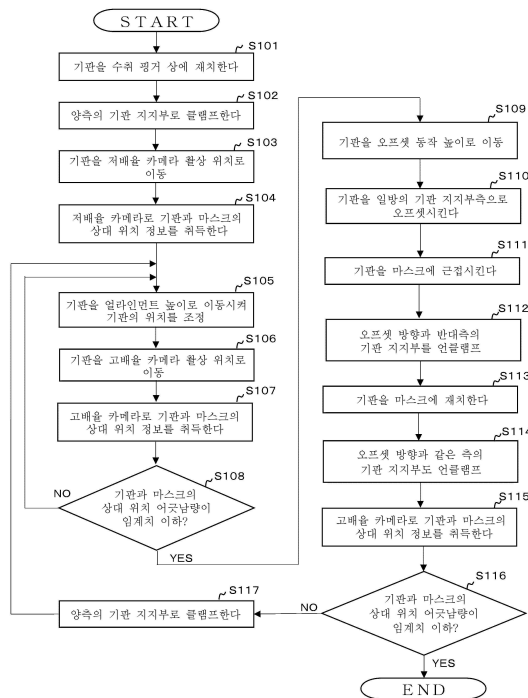 START
S101
기판을 수취 핑거 상에 재치한다
S102
양측의 기판 지지부로 클램프한다
S103
기판을 저배율 카메라 촬상 위치로
이동
S104
저배율 카메라로 기판과 마스크의
상대 위치 정보를 취득한다
S105
기판을 얼라인먼트 높이로 이동시켜
기판의 위치를 조정
S106
기판을 고배율 카메라 촬상 위치로
이동
S107
고배율 카메라로 기판과 마스크의
상대 위치 정보를 취득한다
S108
기판과 마스크의
상대 위치 어긋남량이
임계치 이하?
NO
YES
S109
기판을 오프셋 동작 높이로 이동
S110
기판을 일방의 기판 지지부측으로
오프셋시킨다
S111
기판을 마스크에 근접시킨다
S112
오프셋 방향과 반대측의
기판 지지부를 언클램프
S113
기판을 마스크에 재치한다
S114
오프셋 방향과 같은 측의
기판 지지부도 언클램프
S115
고배율 카메라로 기판과 마스크의
상대 위치 정보를 취득한다
S116
기판과 마스크의
상대 위치 어긋남량이
임계치 이하?
NO
YES
S117
양측의 기판 지지부로 클램프한다
END